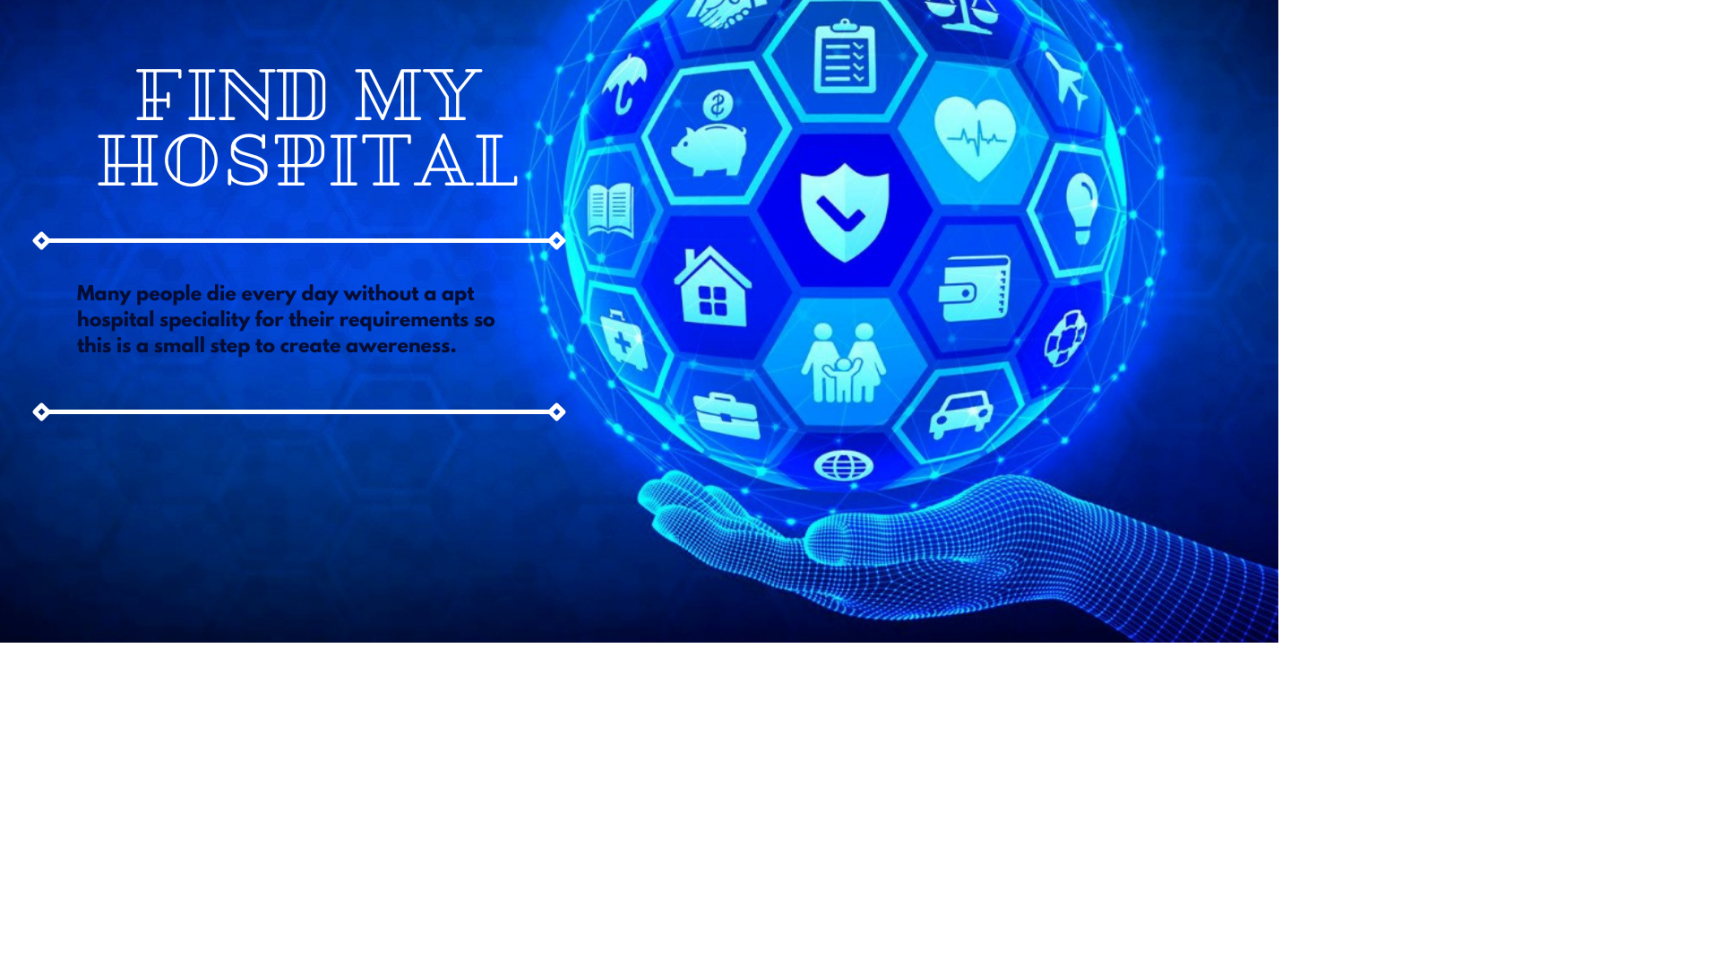 FIND MY
HOSPITAL
Many people die every day without a apt
hospital speciality for their requirements so
this is a small step to create awereness.